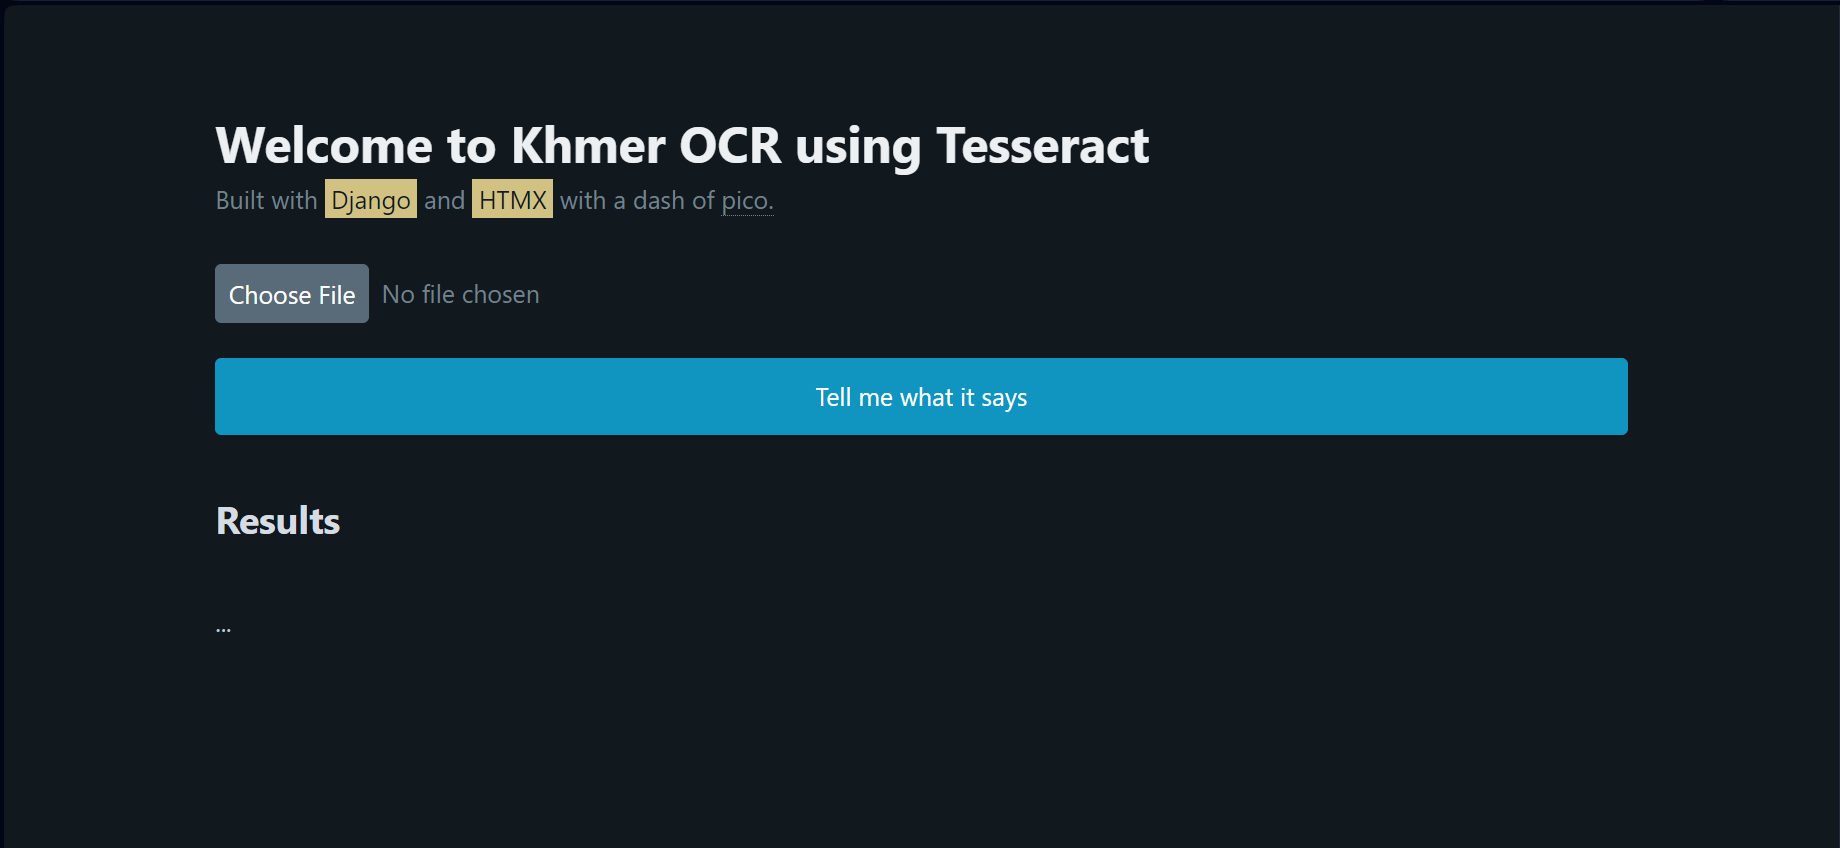 Welcome to Khmer OCR using Tesseract
Built with Django and HTMX with a dash of pico.
Choose File No file chosen
Tell me what it says
Results
...